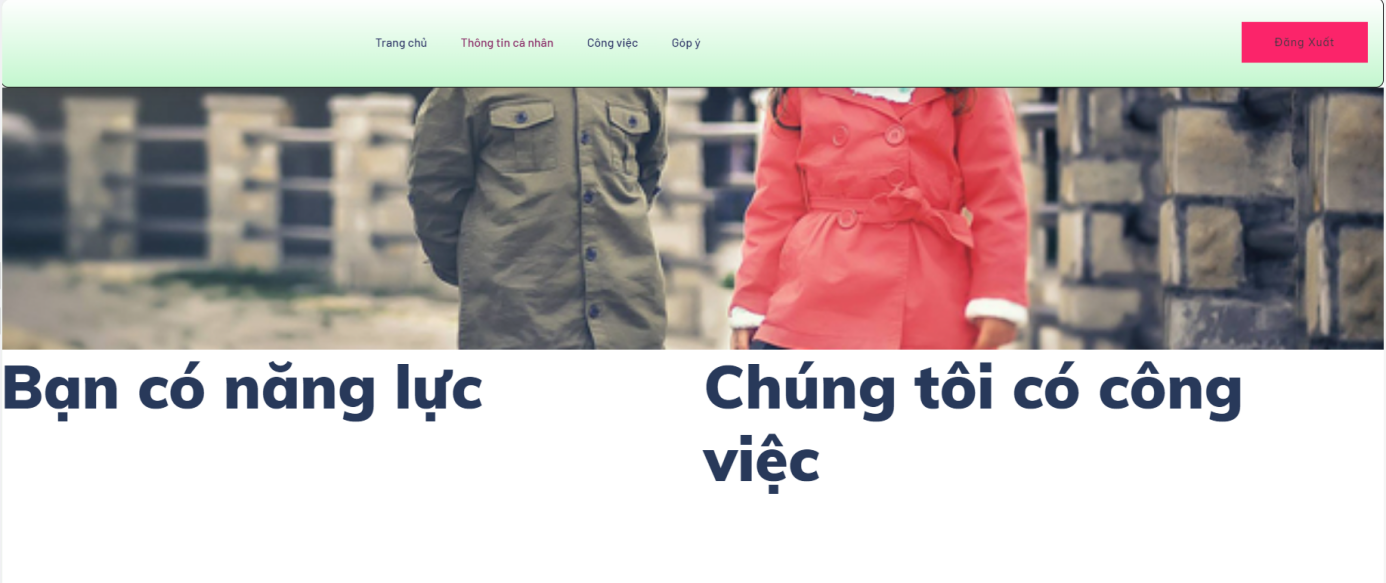 Trang chủ Thông tin cá nhân Công việc Góp ý Đăng Xuất
Bạn có năng lực
Chúng tôi có công
việc